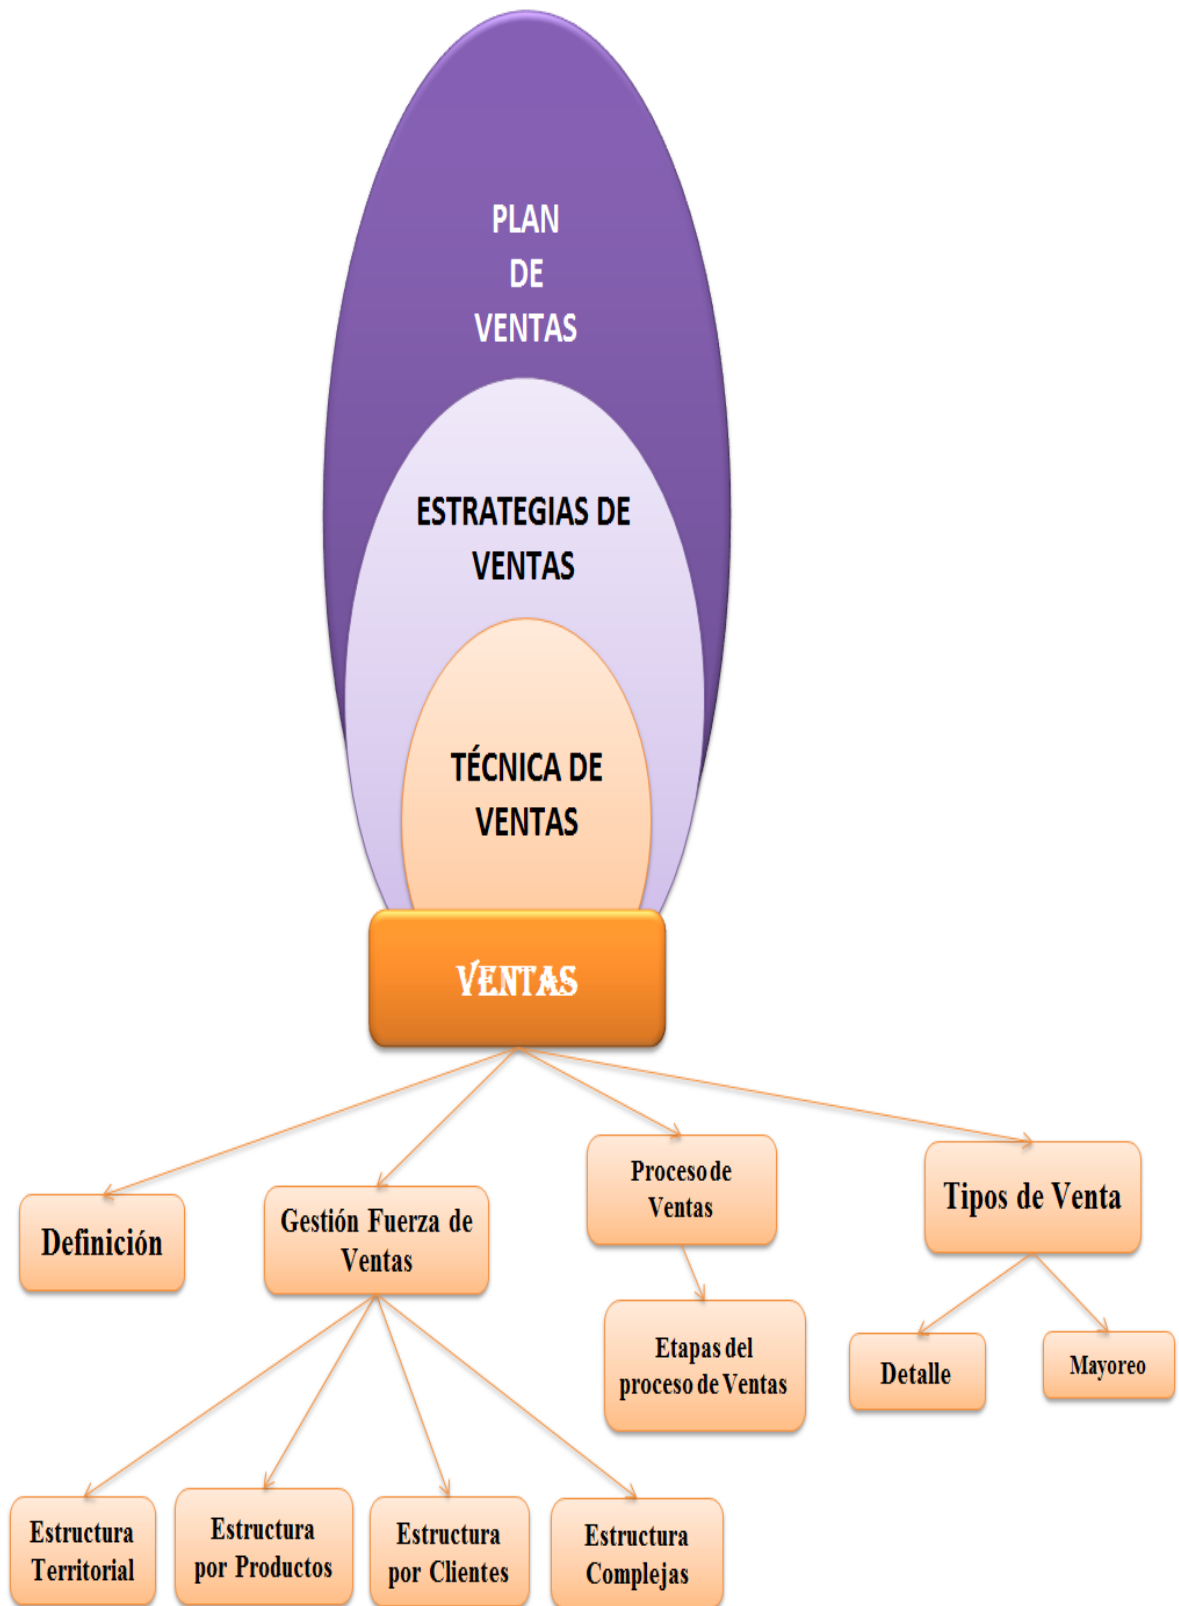 PLAN
DE
VENTAS
ESTRATEGIAS DE
VENTAS
TÉCNICA DE
VENTAS
VENTAS
Definición
Gestión Fuerza de
Ventas
Proceso de
Ventas
Tipos de Venta
Etapas del
proceso de Ventas
Detalle
Mayoreo
Estructura
Territorial
Estructura
por Productos
Estructura
por Clientes
Estructura
Complejas